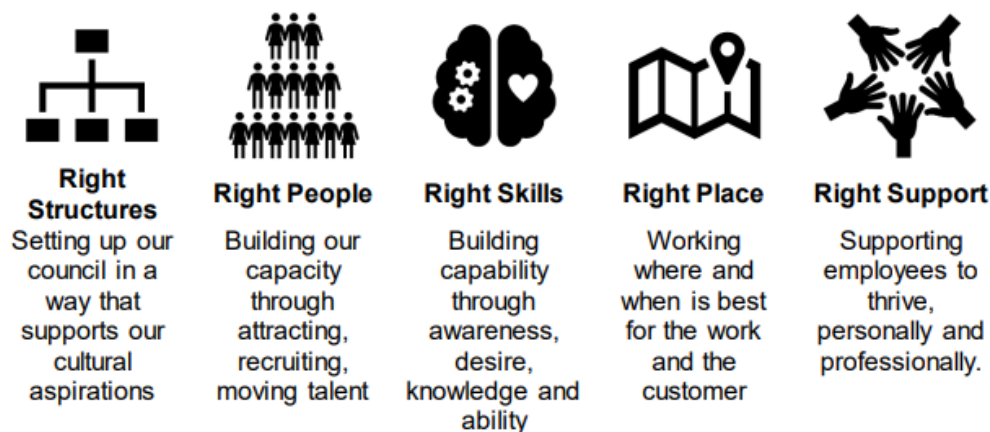 Right
Structures
Setting up our
council in a
way that
supports our
cultural
aspirations
Right People
Building our
capacity
through
attracting,
recruiting,
moving talent
Right Skills
Building
capability
through
awareness,
desire,
knowledge and
ability
Right Place
Working
where and
when is best
for the work
and the
customer
Right Support
Supporting
employees to
thrive,
personally and
professionally.